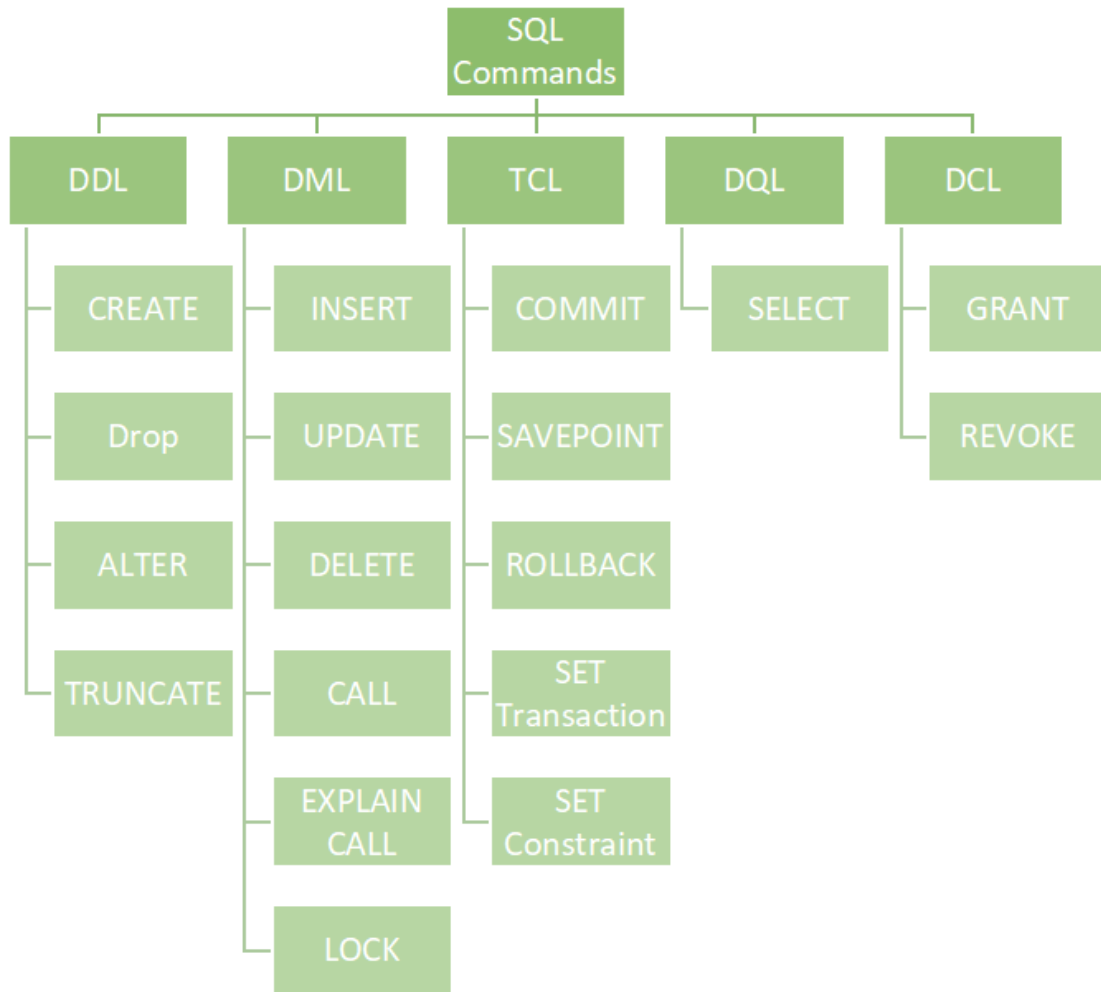 SQL
Commands
DDL
DML
TCL
DQL
DCL
CREATE
INSERT
COMMIT
SELECT
GRANT
Drop
UPDATE
SAVEPOINT
REVOKE
ALTER
DELETE
ROLLBACK
TRUNCATE
CALL
SET
Transaction
EXPLAIN
CALL
SET
Constraint
LOCK